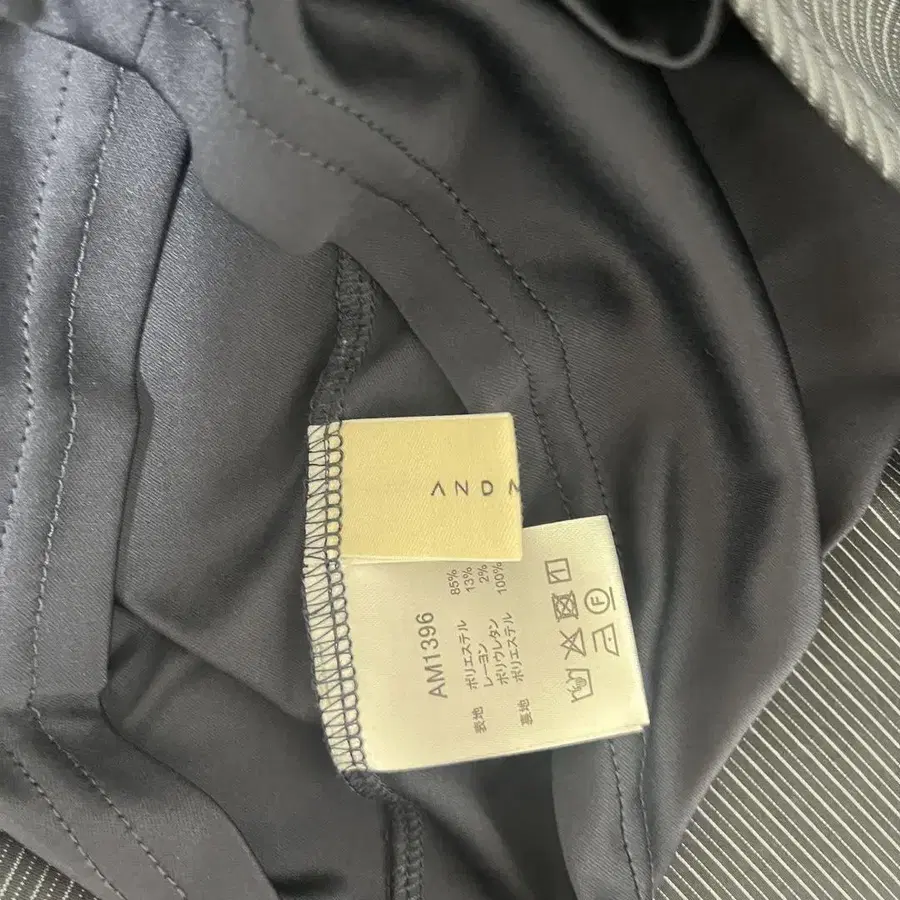 AND
AM1396
表地 ポリエステル 85%
レーヨン 13%
ポリウレタン 2%
裏地 ポリエステル 100%
F